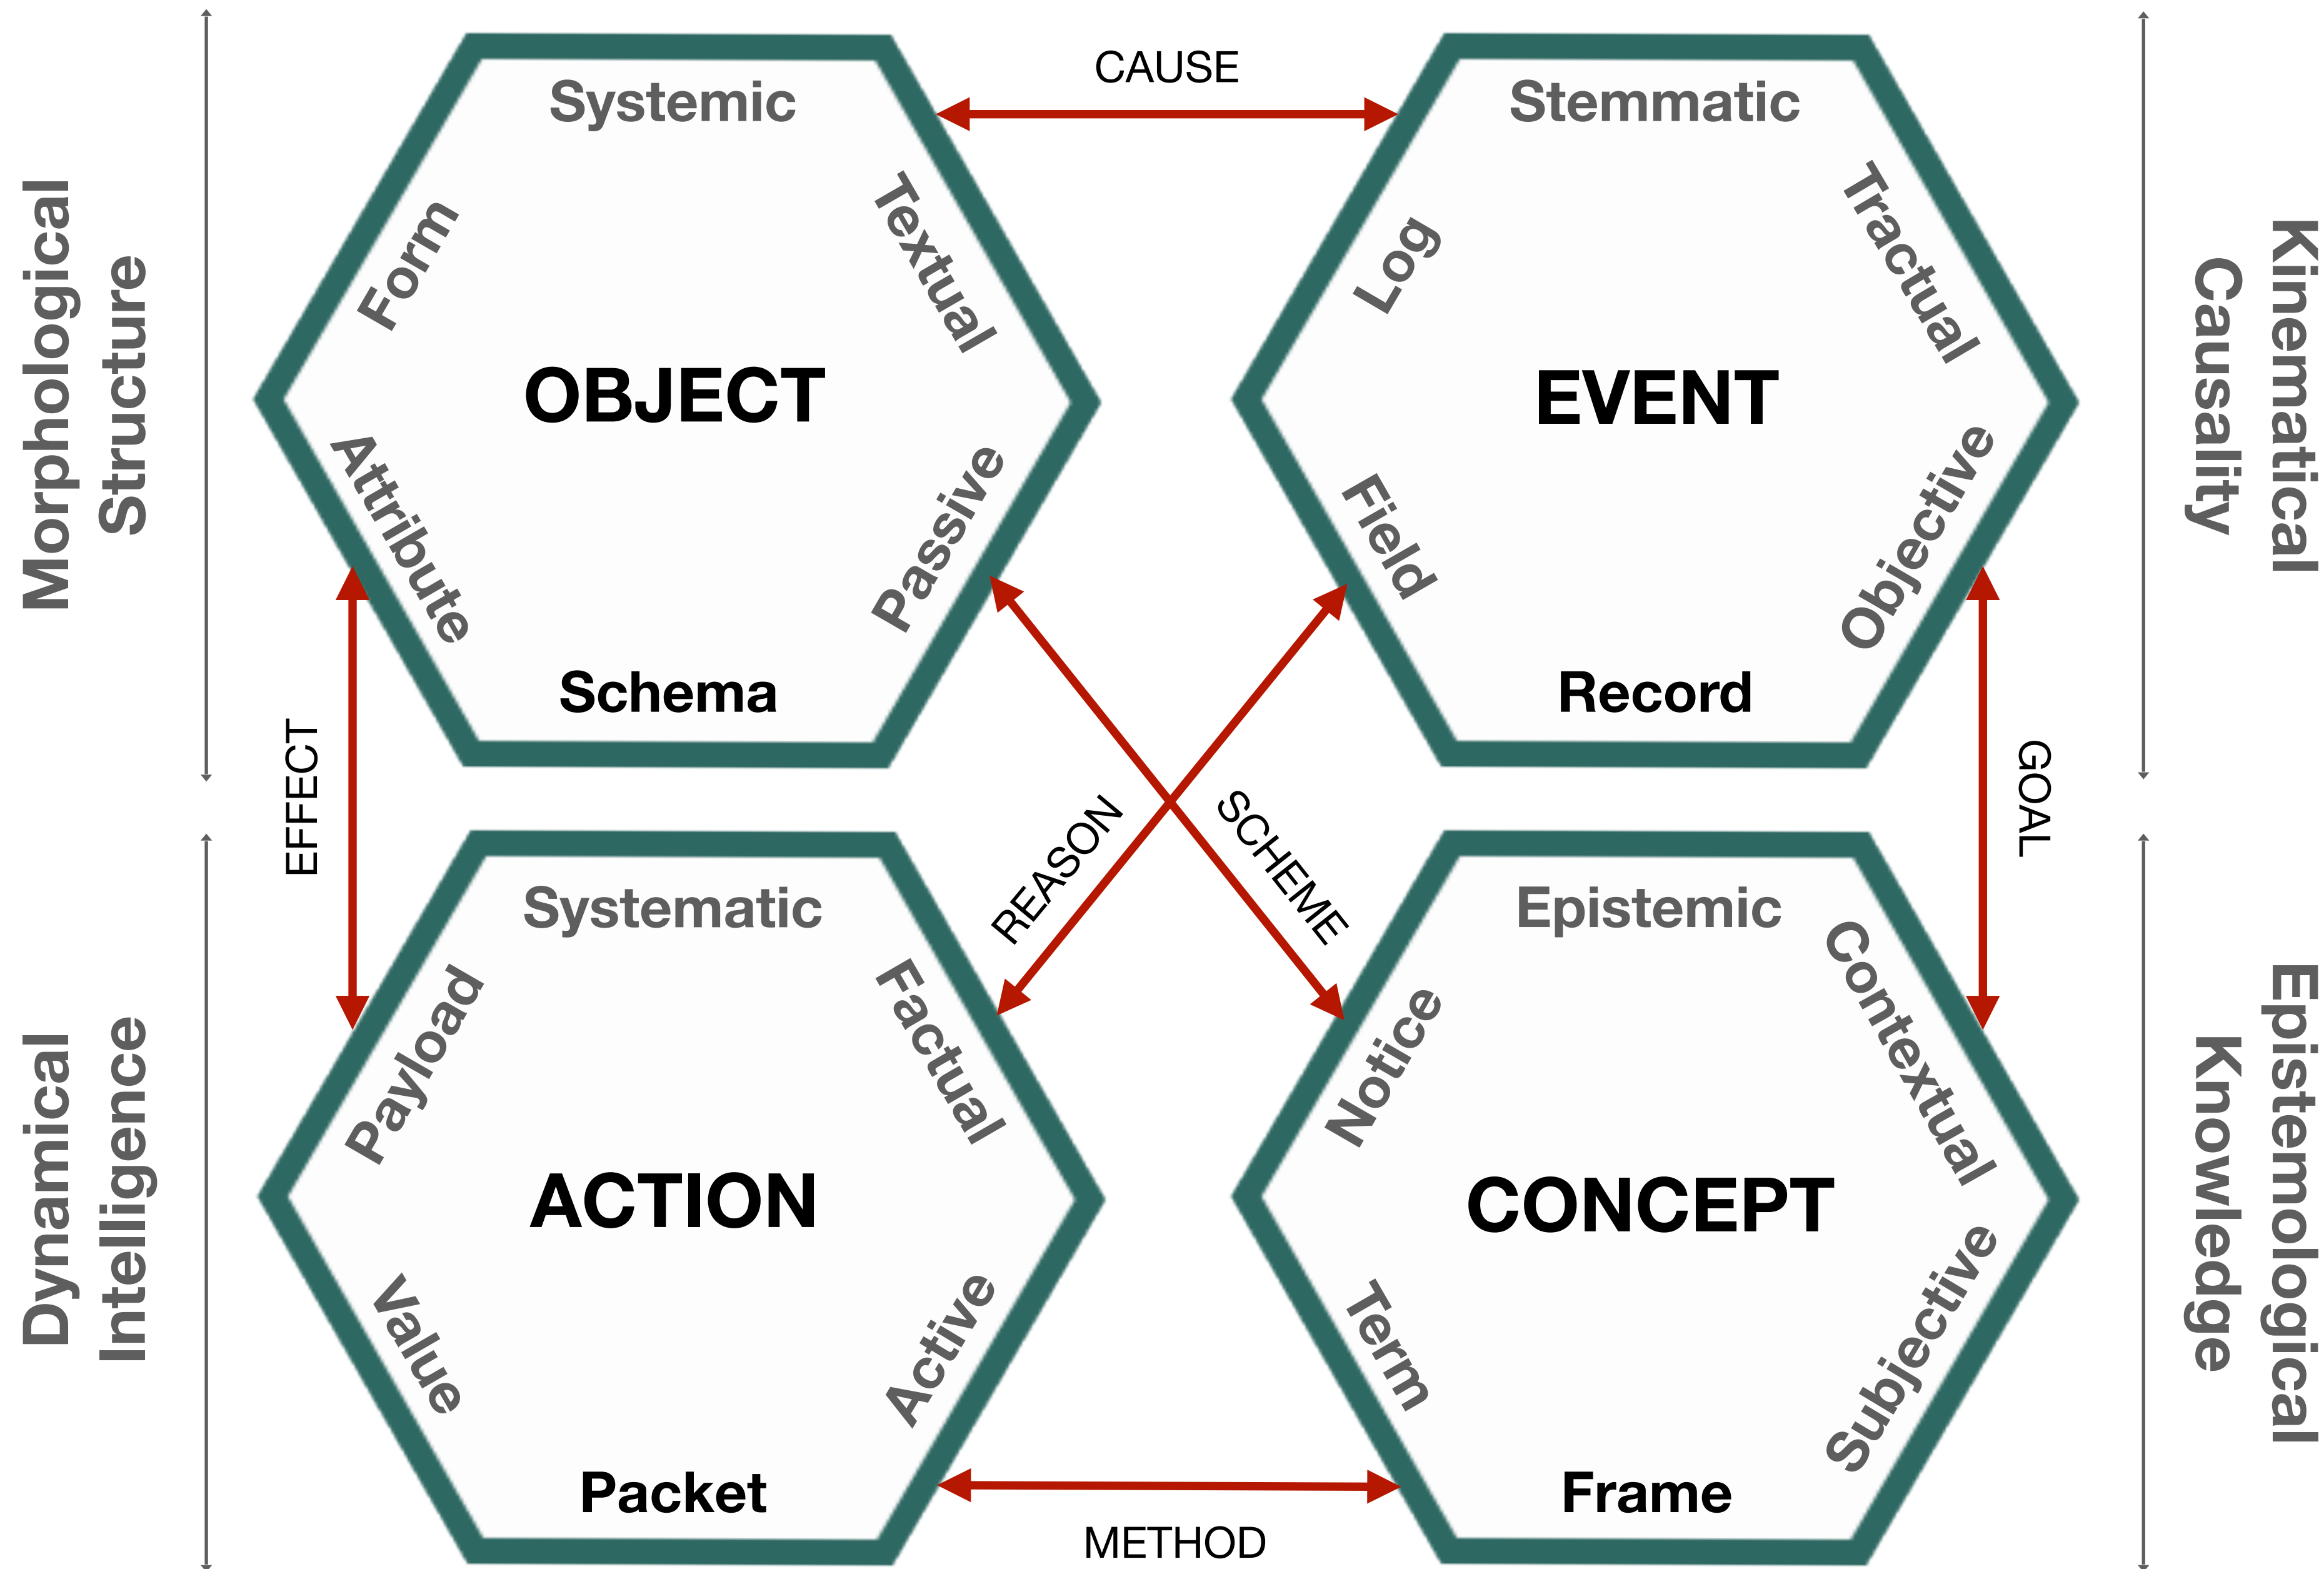 Morphological
Structure
Systemic
Form
Textual
OBJECT
Attribute
Passive
Schema
CAUSE
Stemmatic
Log
Tractual
EVENT
Field
Objective
Record
Kinematical
Causality
EFFECT
REASON
SCHEME
GOAL
Dynamical
Intelligence
Systematic
Payload
Factual
ACTION
Value
Active
Packet
METHOD
Epistemic
Notice
Contextual
CONCEPT
Term
Subjective
Frame
Epistemological
Knowledge